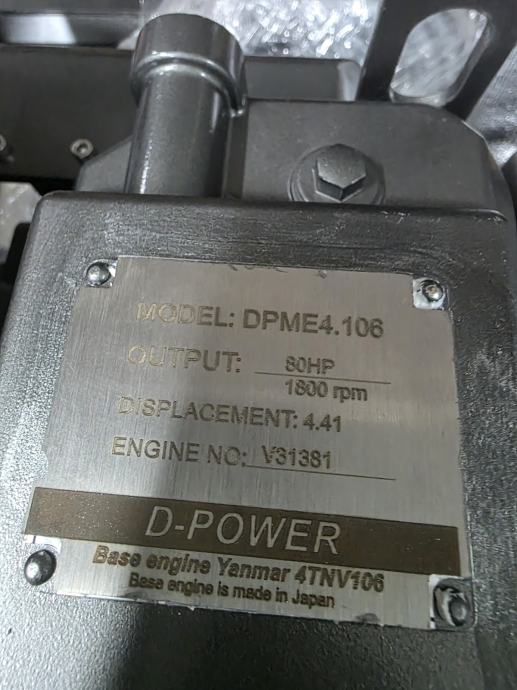 MODEL: DPME4.106
OUTPUT: 80HP
1800 rpm
DISPLACEMENT: 4.41
ENGINE NO: V31381
D-POWER
Base engine Yanmar 4TNV106
Base engine is made in Japan